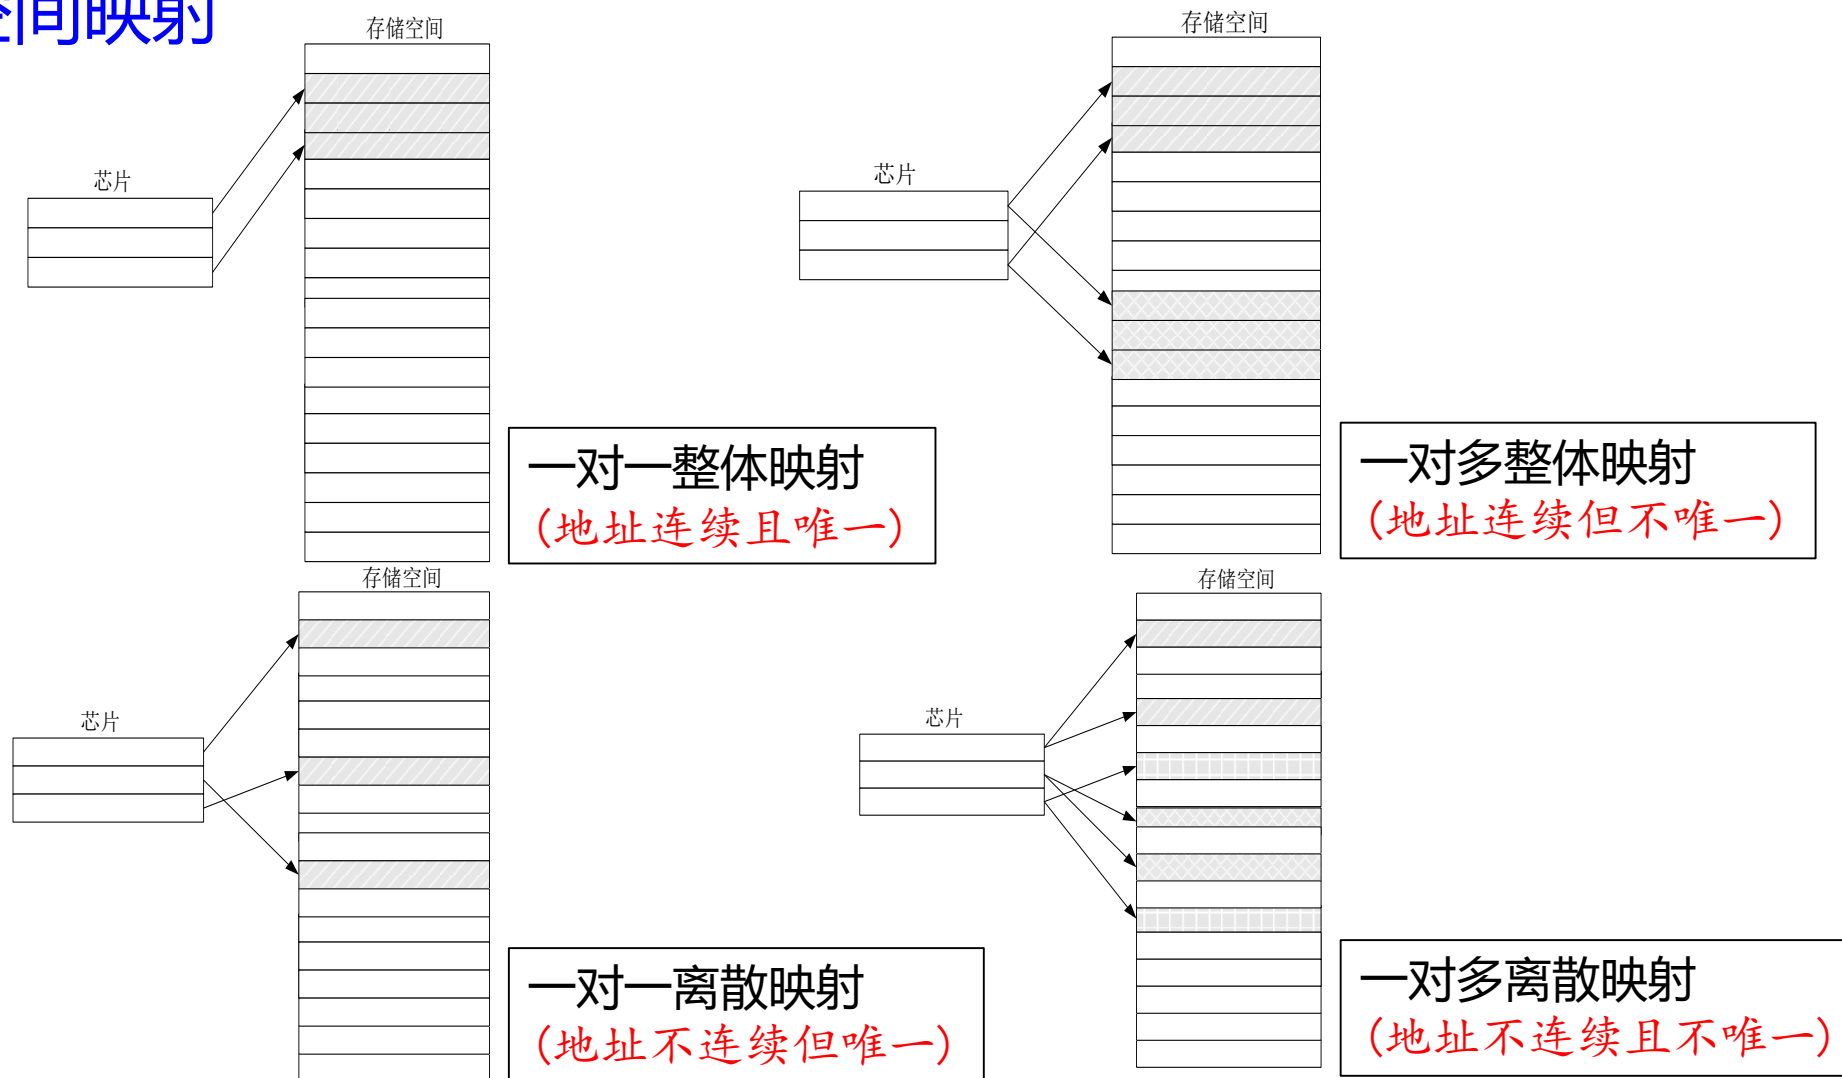 空间映射
存储空间
芯片
一对一整体映射
(地址连续且唯一)
存储空间
芯片
一对多整体映射
(地址连续但不唯一)
存储空间
芯片
一对一离散映射
(地址不连续但唯一)
存储空间
芯片
一对多离散映射
(地址不连续且不唯一)